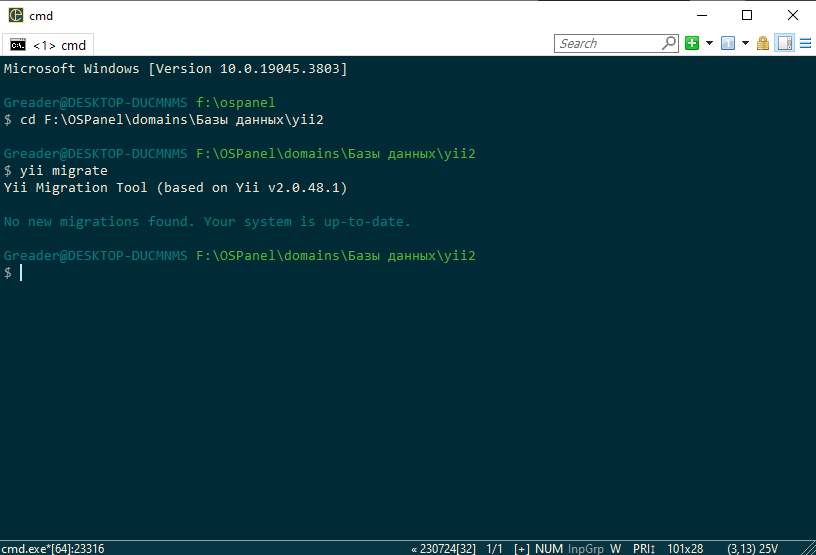 cmd
<1> cmd
Search
Microsoft Windows [Version 10.0.19045.3803]
Greader@DESKTOP-DUCMNMS f:\ospanel
$ cd F:\OSPanel\domains\Базы данных\yii2
Greader@DESKTOP-DUCMNMS F:\OSPanel\domains\Базы данных\yii2
$ yii migrate
Yii Migration Tool (based on Yii v2.0.48.1)
No new migrations found. Your system is up-to-date.
Greader@DESKTOP-DUCMNMS F:\OSPanel\domains\Базы данных\yii2
$
cmd.exe*[64]:23316 « 230724[32] 1/1 [+] NUM InpGrp W PRI↕ 101x28 (3,13) 25V